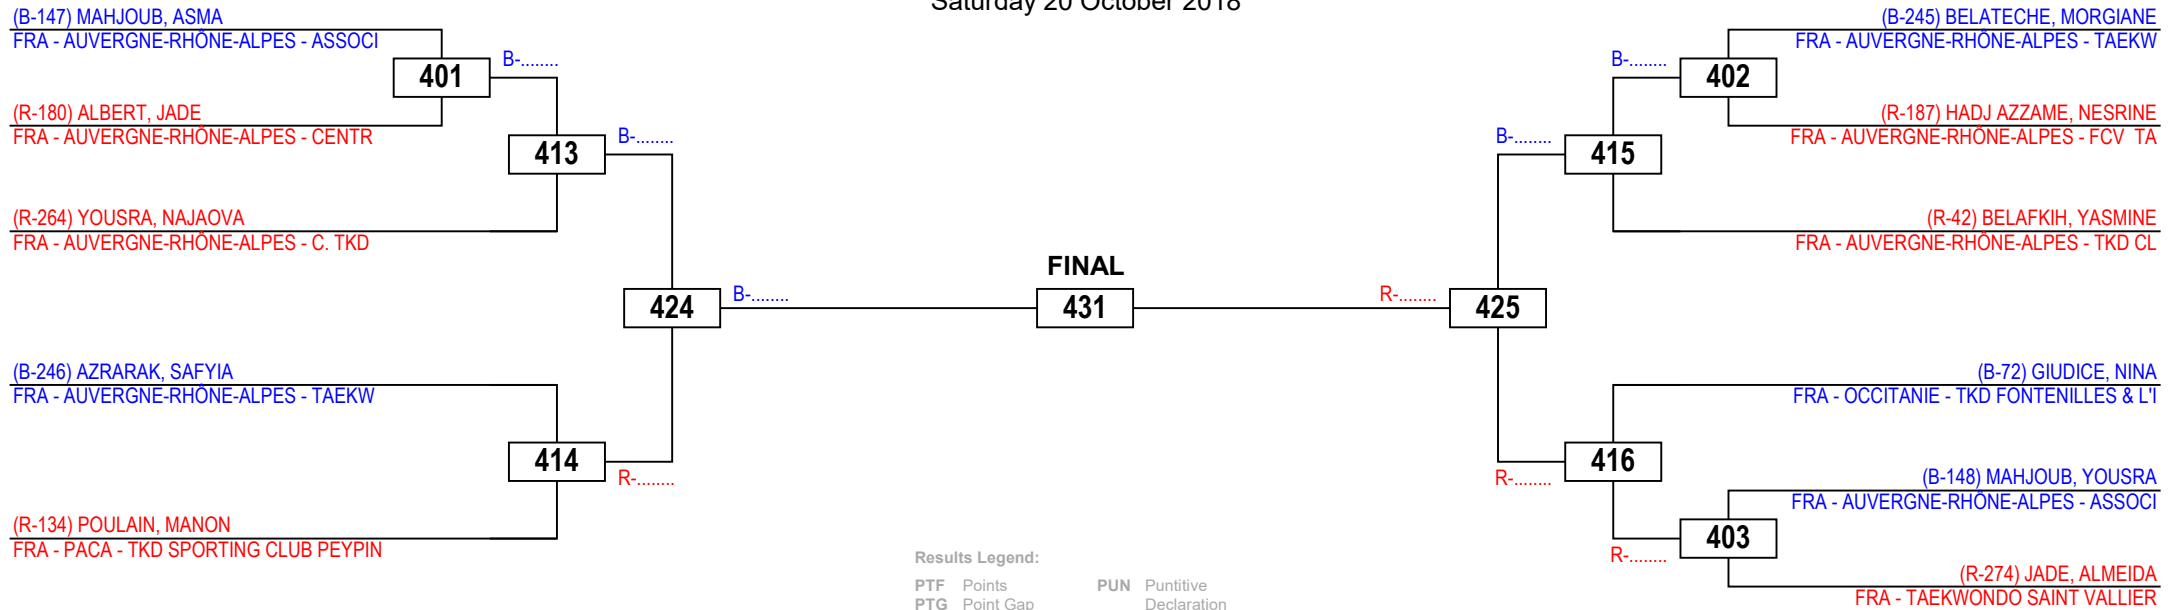 Saturday 20 October 2018
(B-147) MAHJOUB, ASMA
FRA - AUVERGNE-RHÔNE-ALPES - ASSOCI
401
B-........
(R-180) ALBERT, JADE
FRA - AUVERGNE-RHÔNE-ALPES - CENTR
413
B-........
(R-264) YOUSRA, NAJAOVA
FRA - AUVERGNE-RHÔNE-ALPES - C. TKD
424
B-........
(B-246) AZRARAK, SAFYIA
FRA - AUVERGNE-RHÔNE-ALPES - TAEKW
414
R-........
(R-134) POULAIN, MANON
FRA - PACA - TKD SPORTING CLUB PEYPIN
FINAL
431
(B-245) BELATECHE, MORGIANE
FRA - AUVERGNE-RHÔNE-ALPES - TAEKW
B-........
402
(R-187) HADJ AZZAME, NESRINE
FRA - AUVERGNE-RHÔNE-ALPES - FCV TA
B-........
415
(R-42) BELAFKIH, YASMINE
FRA - AUVERGNE-RHÔNE-ALPES - TKD CL
R-........
425
(B-72) GIUDICE, NINA
FRA - OCCITANIE - TKD FONTENILLES & L'I
R-........
416
(B-148) MAHJOUB, YOUSRA
FRA - AUVERGNE-RHÔNE-ALPES - ASSOCI
R-........
403
(R-274) JADE, ALMEIDA
FRA - TAEKWONDO SAINT VALLIER
Results Legend:
PTF Points PUN Puntitive
PTG Point Gap Declaration